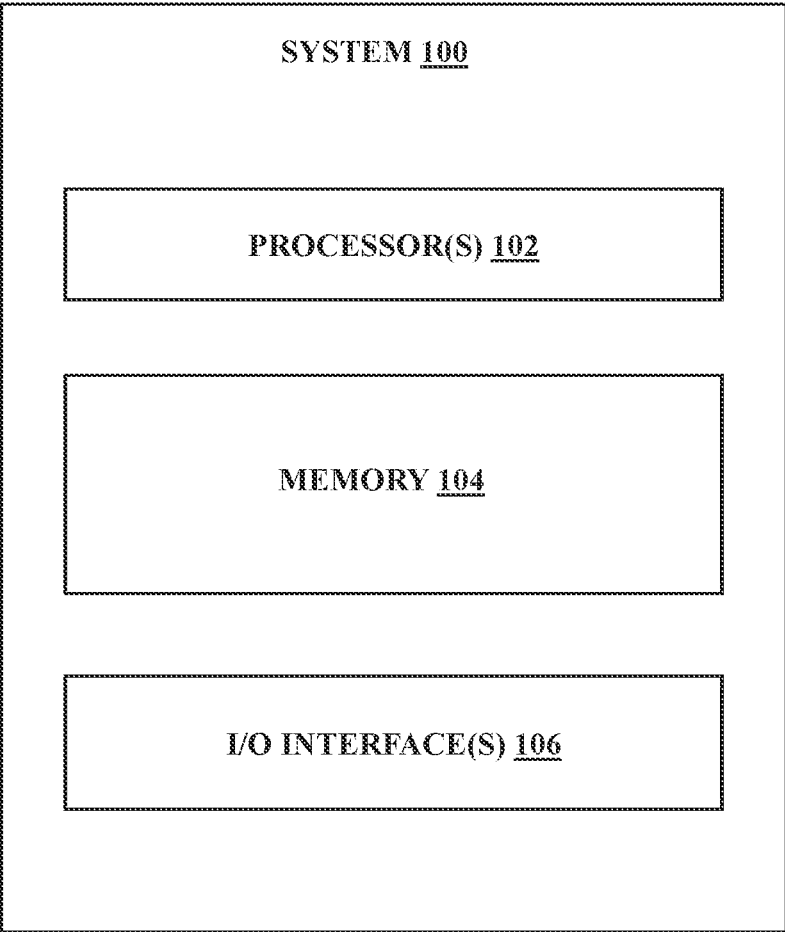 SYSTEM 100
PROCESSOR(S) 102
MEMORY 104
I/O INTERFACE(S) 106